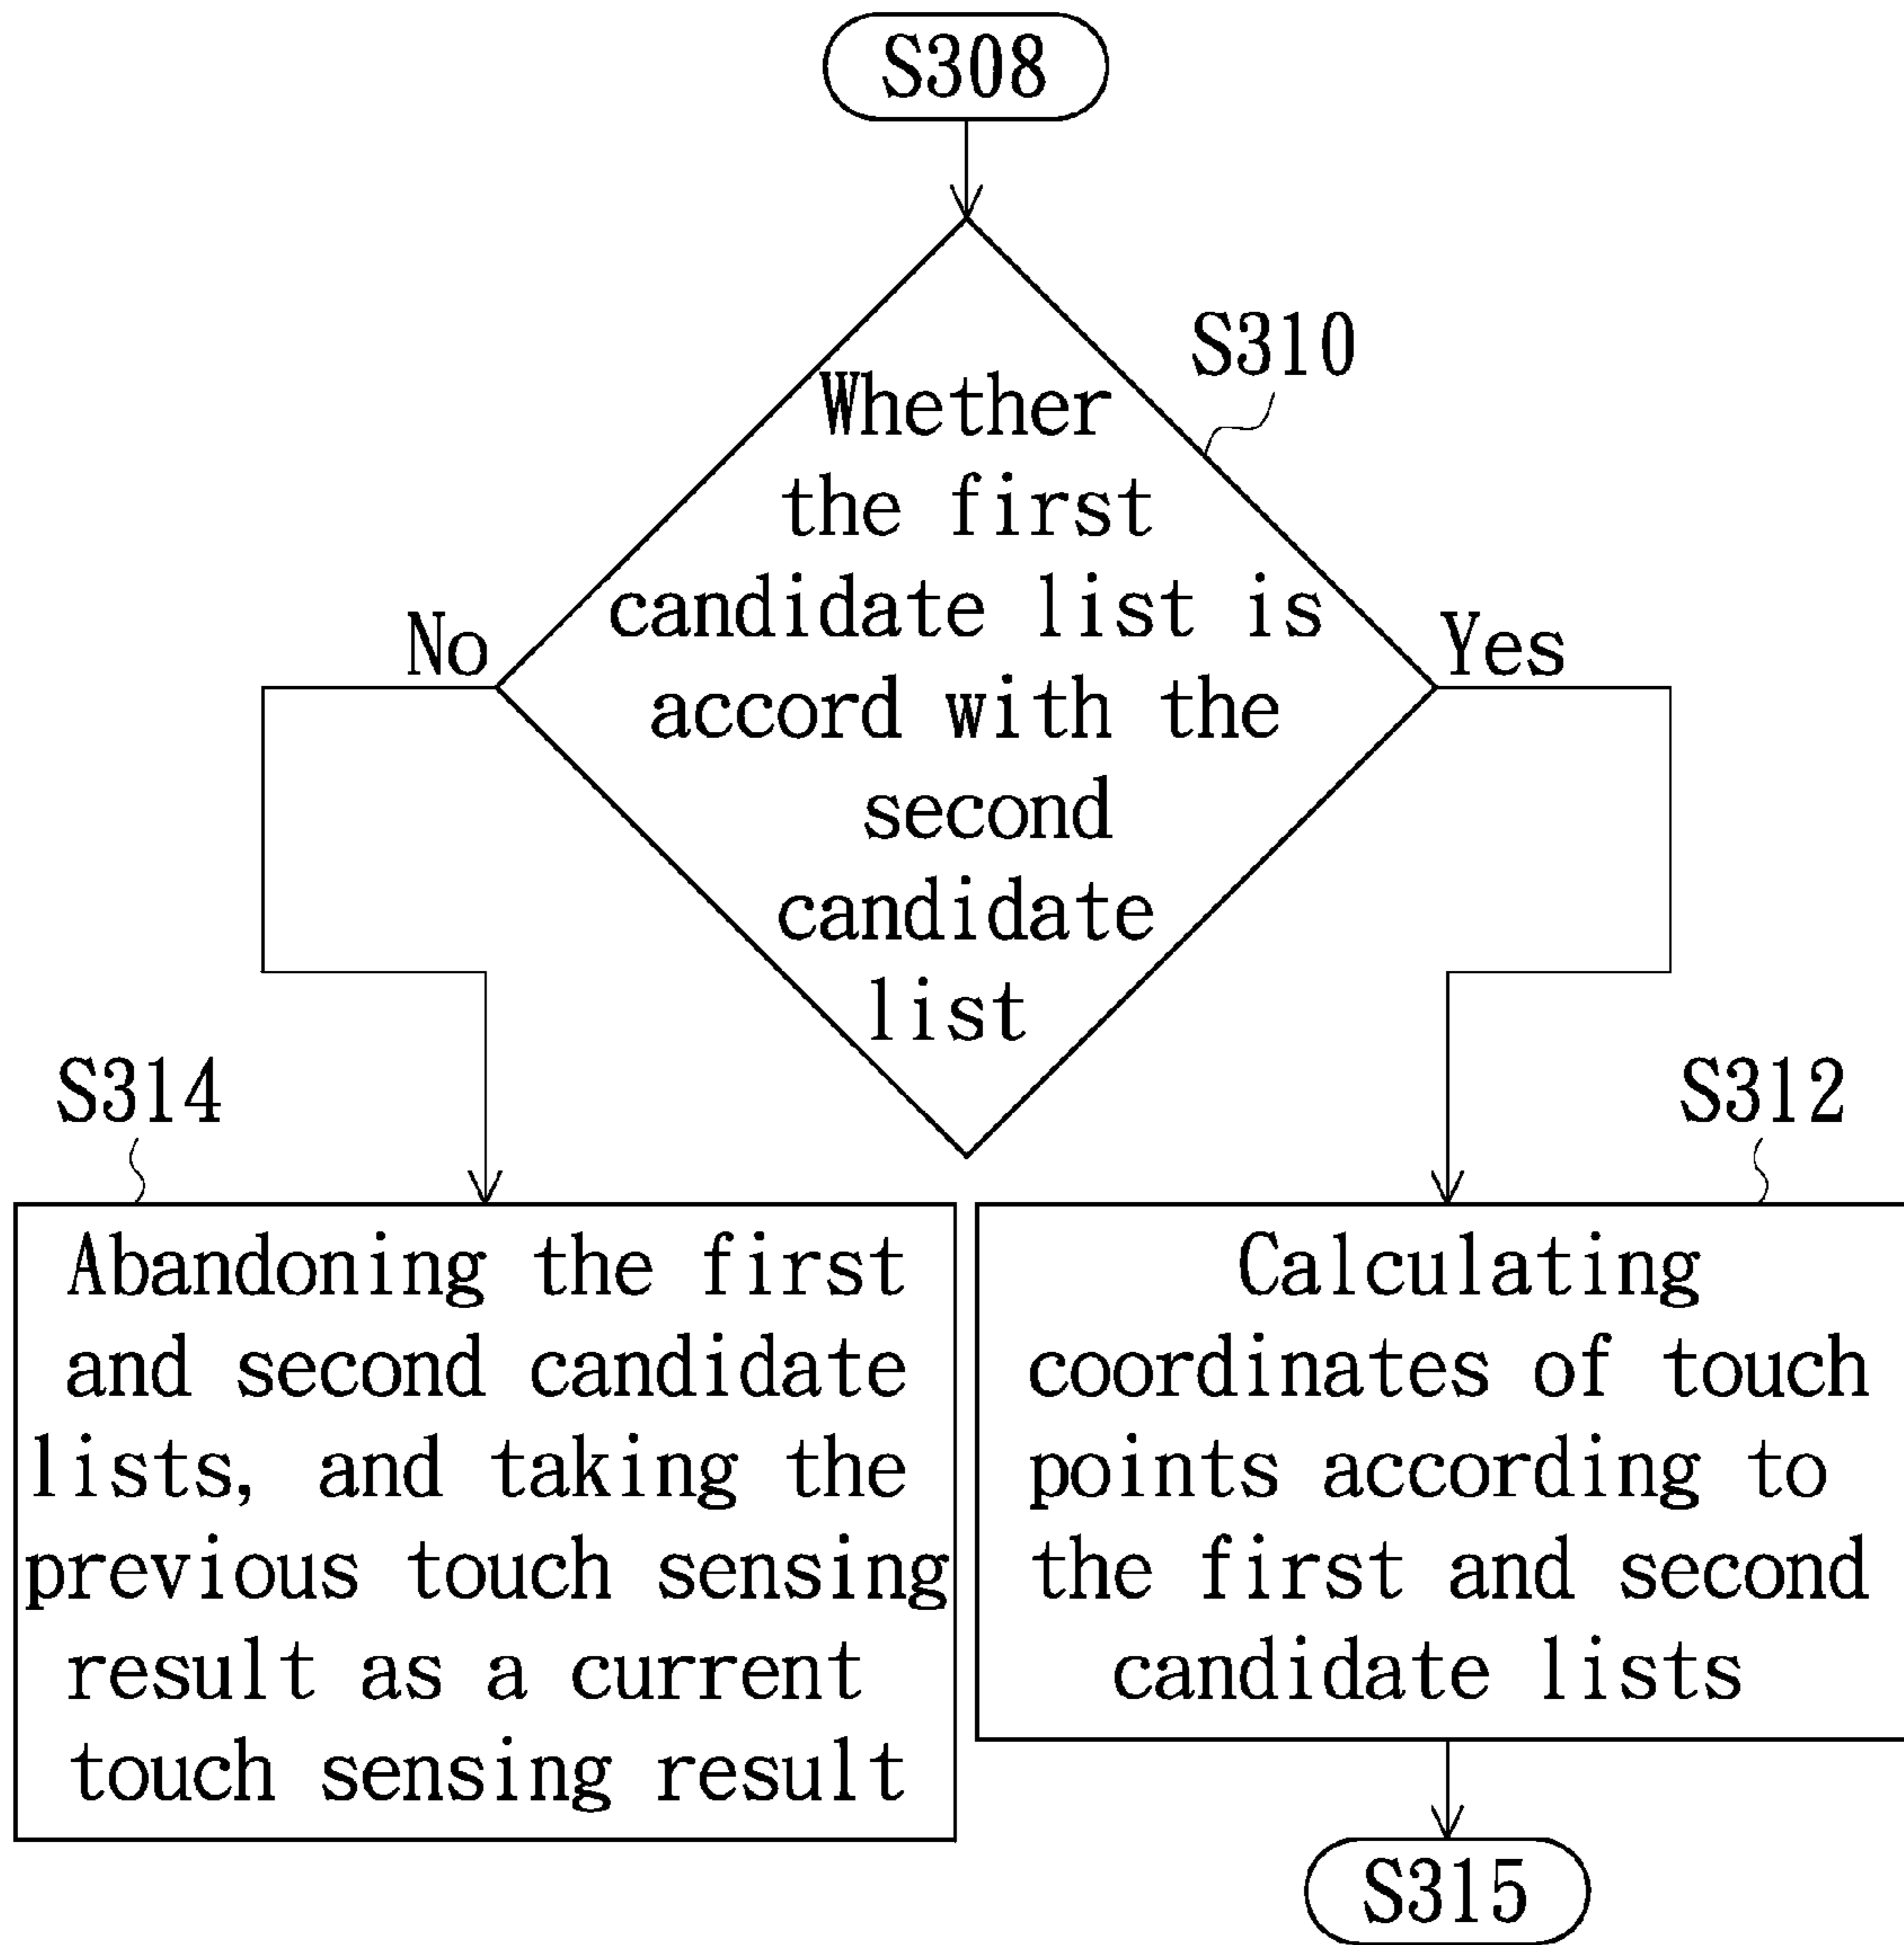 S308
S310
Whether
the first
candidate list is
accord with the
second
candidate
list
No
Yes
S314
Abandoning the first
and second candidate
lists, and taking the
previous touch sensing
result as a current
touch sensing result
S312
Calculating
coordinates of touch
points according to
the first and second
candidate lists
S315